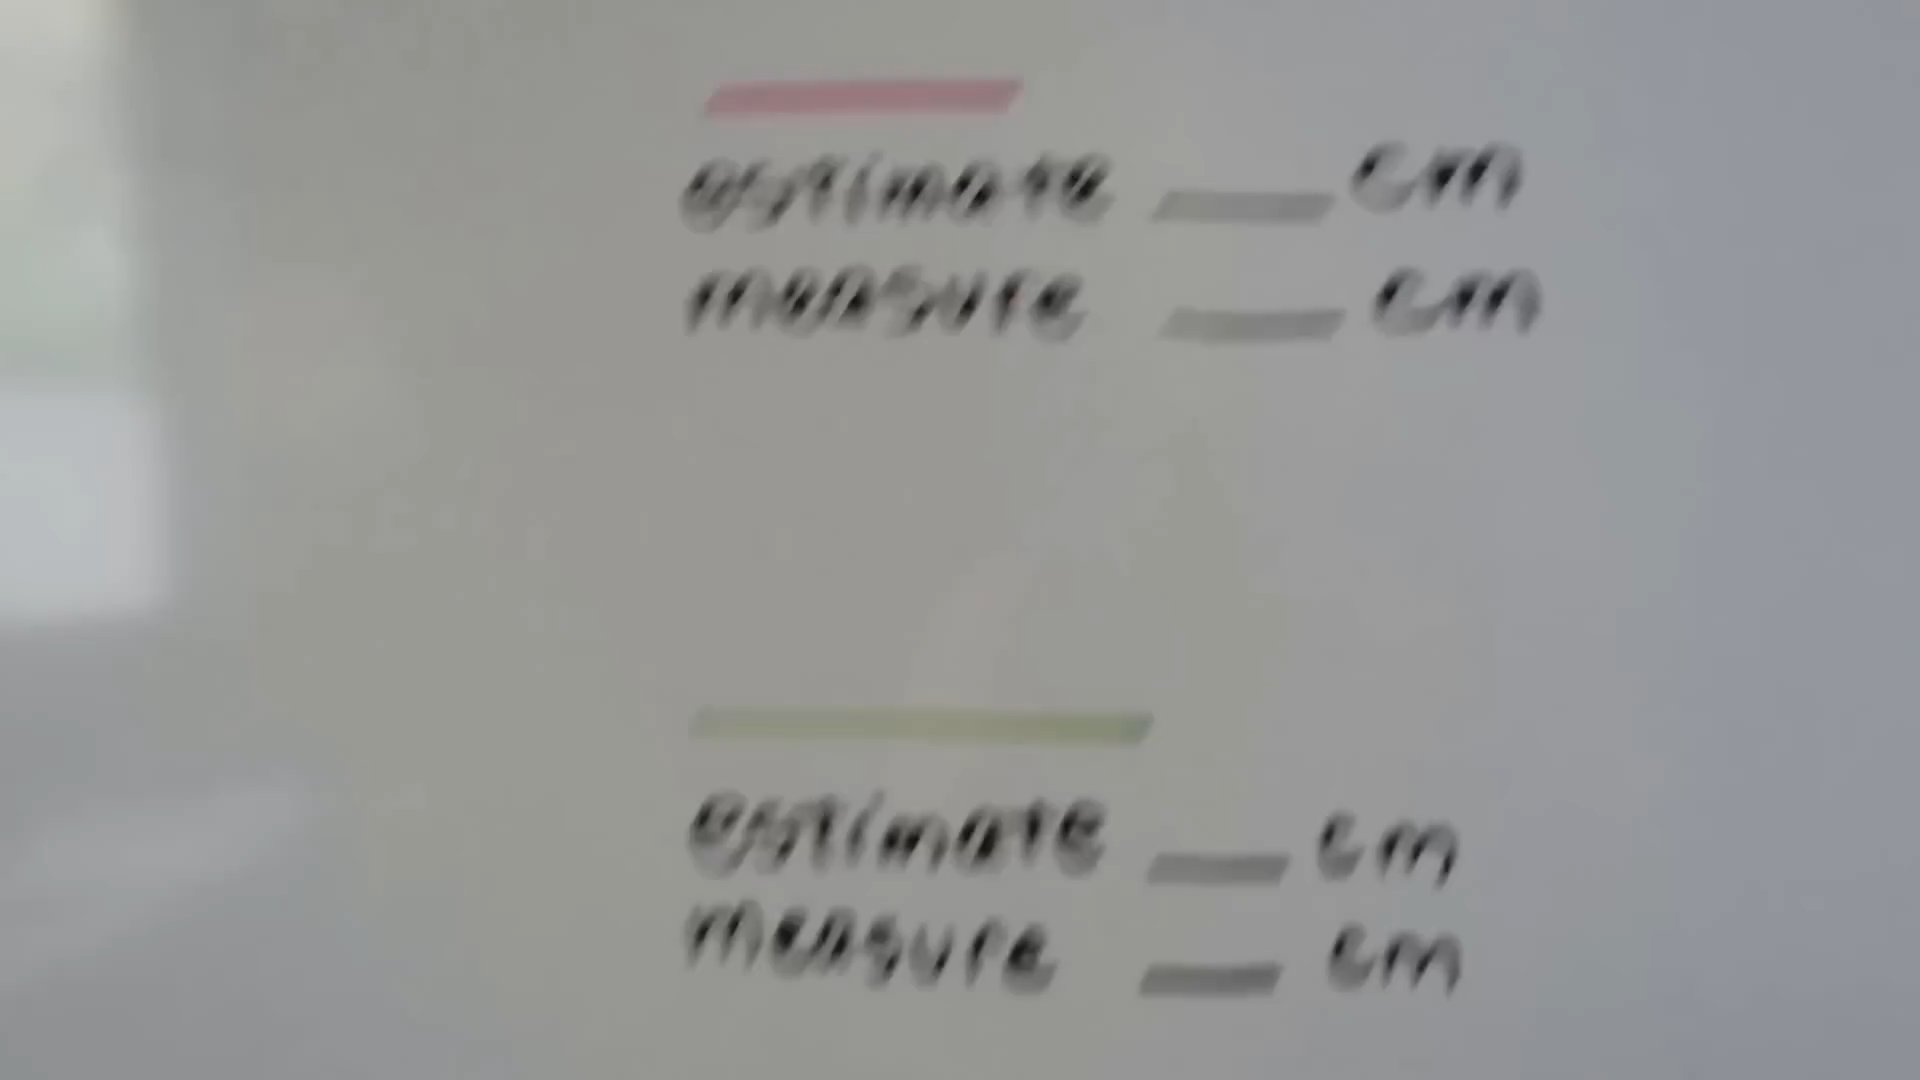 estimate ___ cm
measure ___ cm
estimate ___ cm
measure ___ cm